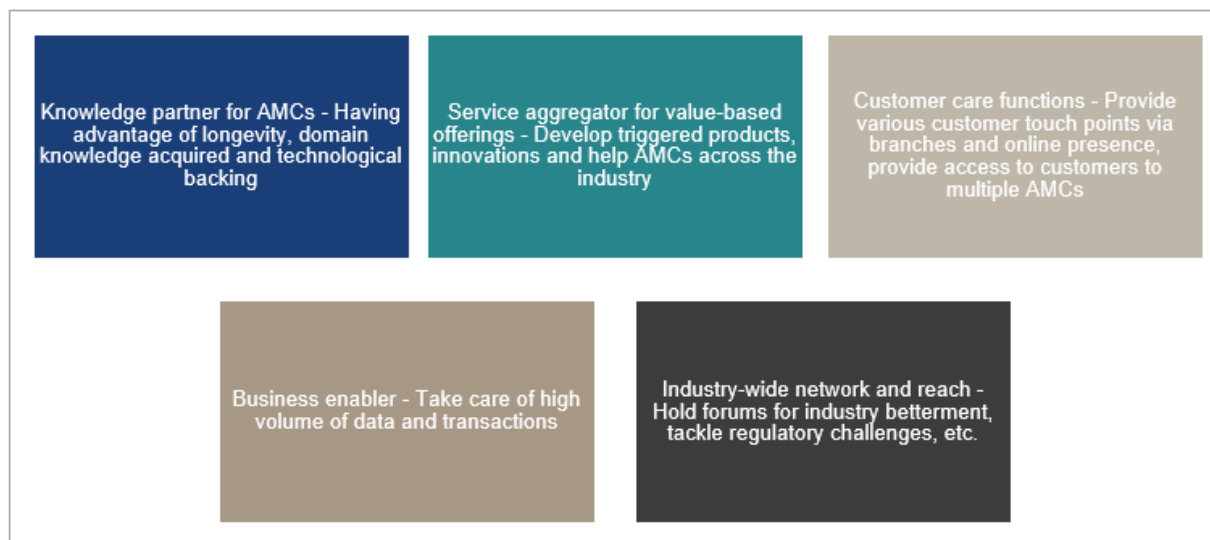 Knowledge partner for AMCs - Having
advantage of longevity, domain
knowledge acquired and technological
backing
Service aggregator for value-based
offerings - Develop triggered products,
innovations and help AMCs across the
industry
Customer care functions - Provide
various customer touch points via
branches and online presence,
provide access to customers to
multiple AMCs
Business enabler - Take care of high
volume of data and transactions
Industry-wide network and reach -
Hold forums for industry betterment,
tackle regulatory challenges, etc.